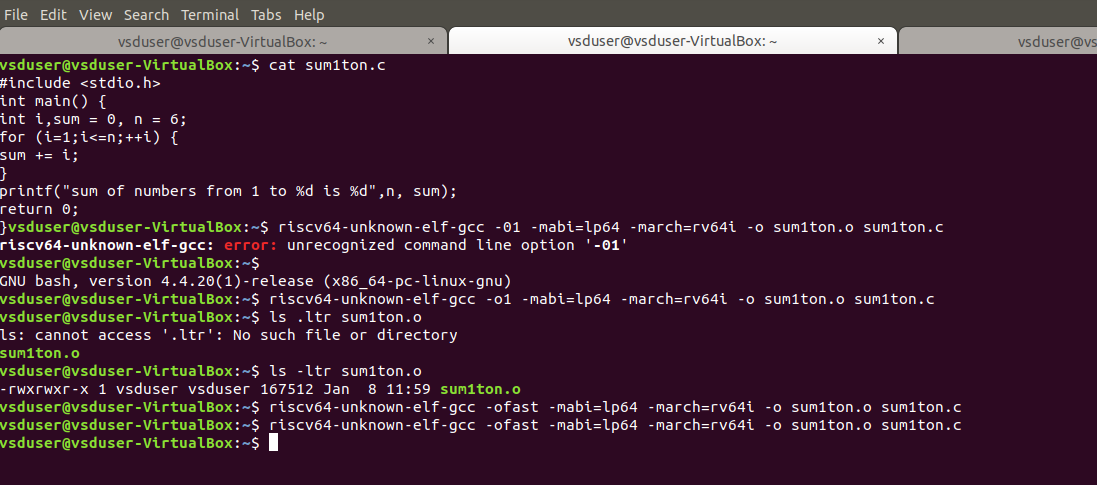 File Edit View Search Terminal Tabs Help
vsduser@vsduser-VirtualBox: ~ × vsduser@vsduser-VirtualBox: ~ × vsduser@vs
vsduser@vsduser-VirtualBox:~$ cat sum1ton.c
#include <stdio.h>
int main() {
int i,sum = 0, n = 6;
for (i=1;i<=n;++i) {
sum += i;
}
printf("sum of numbers from 1 to %d is %d",n, sum);
return 0;
}vsduser@vsduser-VirtualBox:~$ riscv64-unknown-elf-gcc -01 -mabi=lp64 -march=rv64i -o sum1ton.o sum1ton.c
riscv64-unknown-elf-gcc: error: unrecognized command line option '-01'
vsduser@vsduser-VirtualBox:~$
GNU bash, version 4.4.20(1)-release (x86_64-pc-linux-gnu)
vsduser@vsduser-VirtualBox:~$ riscv64-unknown-elf-gcc -o1 -mabi=lp64 -march=rv64i -o sum1ton.o sum1ton.c
vsduser@vsduser-VirtualBox:~$ ls .ltr sum1ton.o
ls: cannot access '.ltr': No such file or directory
sum1ton.o
vsduser@vsduser-VirtualBox:~$ ls -ltr sum1ton.o
-rwxrwxr-x 1 vsduser vsduser 167512 Jan  8 11:59 sum1ton.o
vsduser@vsduser-VirtualBox:~$ riscv64-unknown-elf-gcc -ofast -mabi=lp64 -march=rv64i -o sum1ton.o sum1ton.c
vsduser@vsduser-VirtualBox:~$ riscv64-unknown-elf-gcc -ofast -mabi=lp64 -march=rv64i -o sum1ton.o sum1ton.c
vsduser@vsduser-VirtualBox:~$